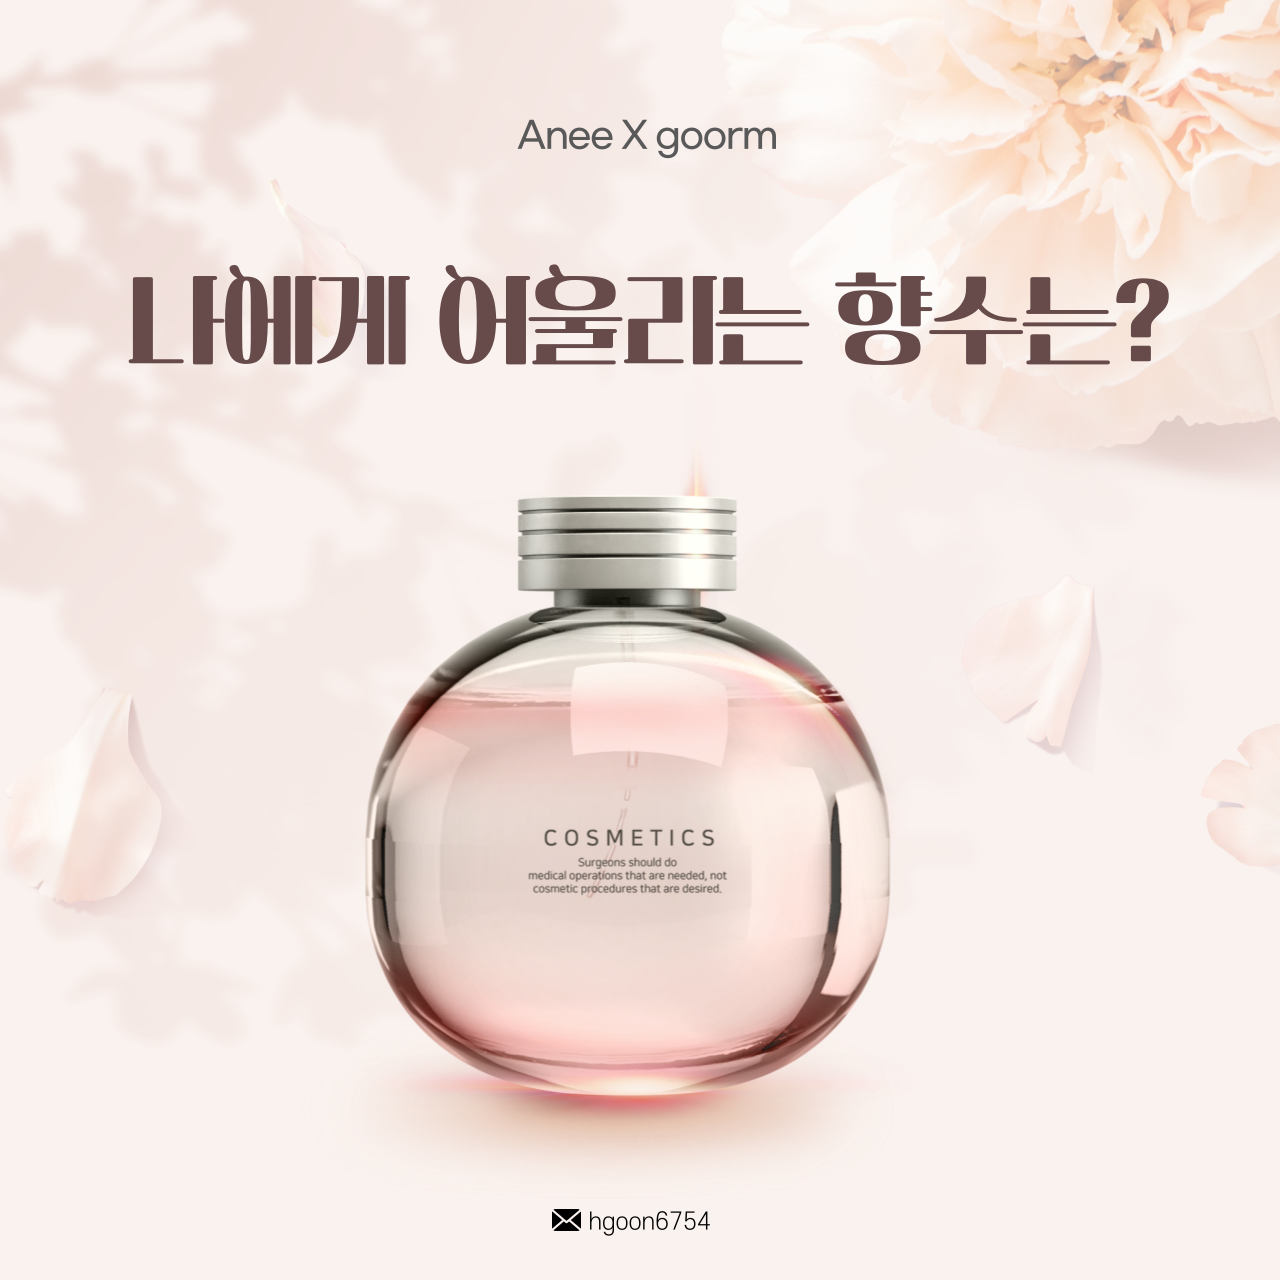 Anee X goorm
나에게 어울리는 향수는?
COSMETICS
Surgeons should do
medical operations that are needed, not
cosmetic procedures that are desired.
hgoon6754